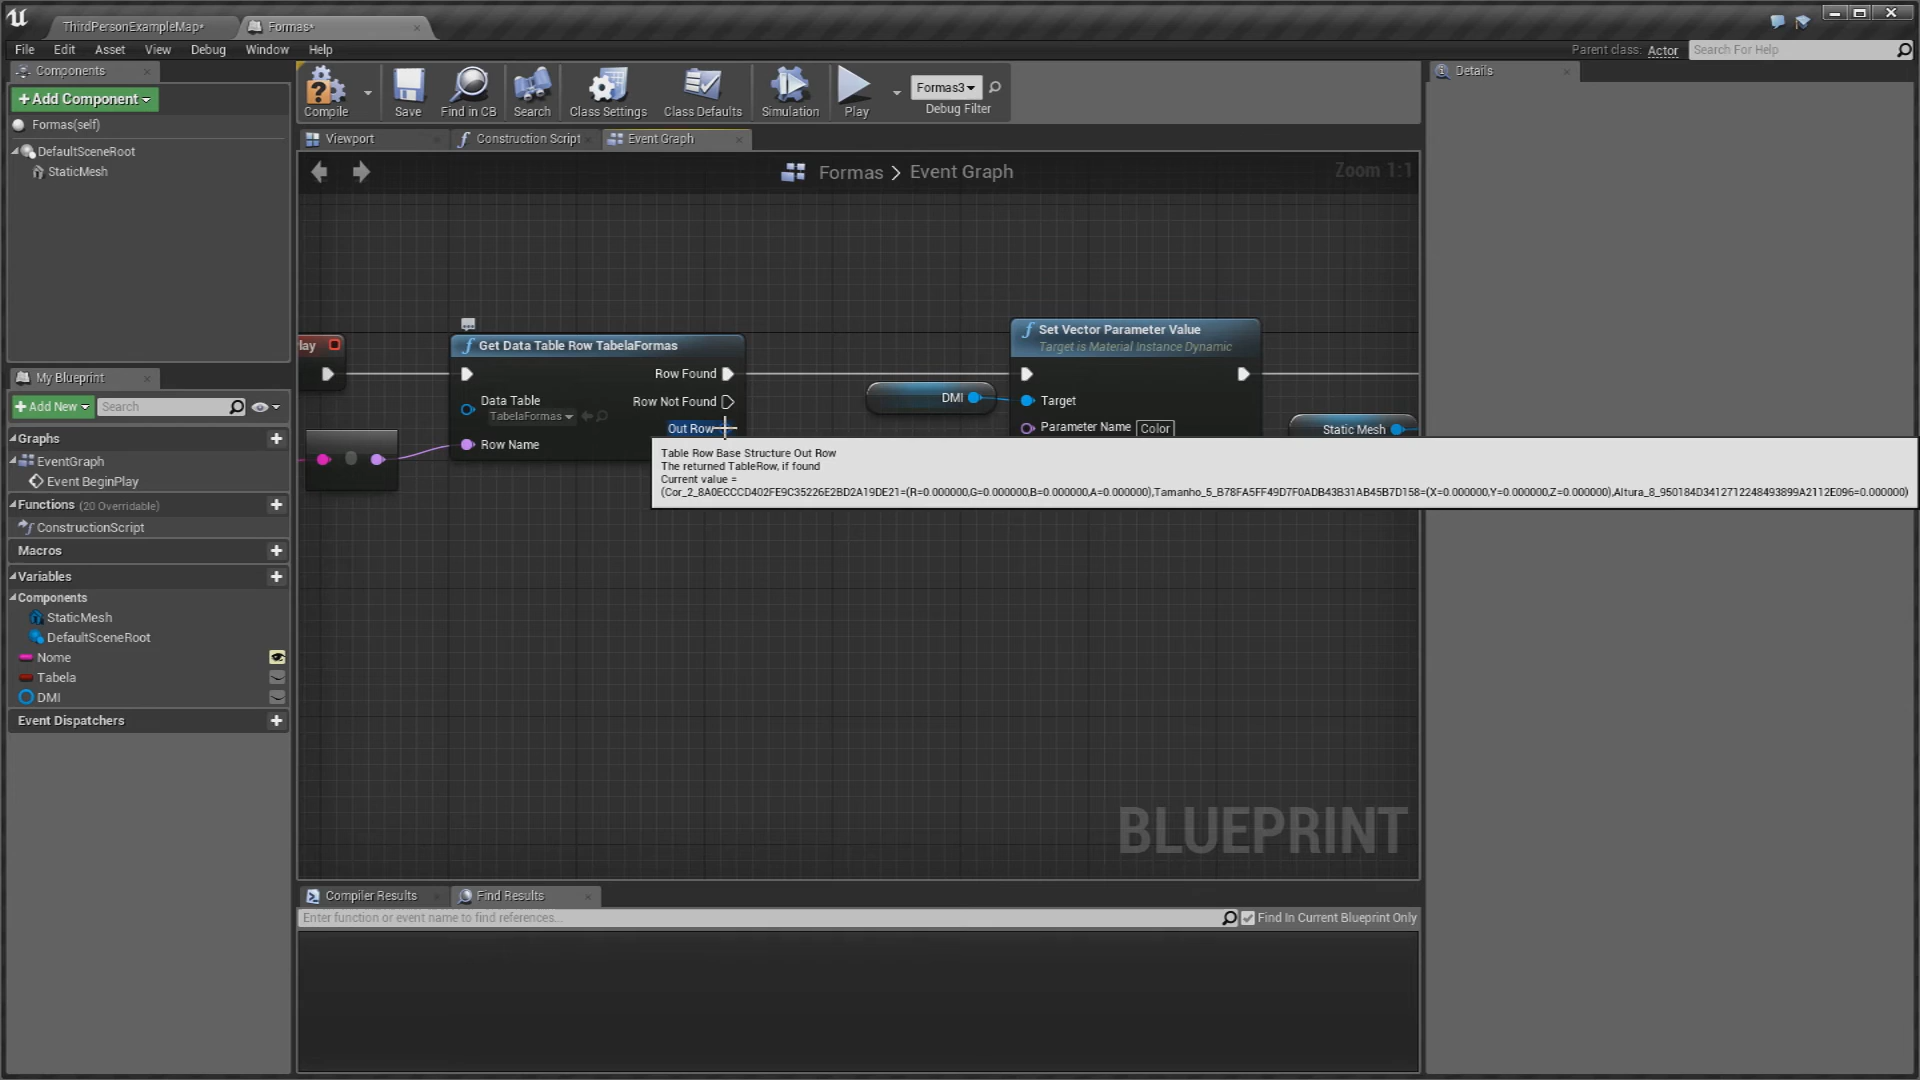 ThirdPersonExampleMap*
Formas*
File Edit Asset View Debug Window Help
Parent class: Actor
Search For Help
Components
+Add Component
Formas(self)
DefaultSceneRoot
StaticMesh
Compile
Save
Find in CB
Search
Class Settings
Class Defaults
Simulation
Play
Formas3
Debug Filter
Details
Viewport
Construction Script
Event Graph
Formas > Event Graph
Zoom 1:1
lay
Get Data Table Row TabelaFormas
Row Found
Data Table
TabelaFormas
Row Not Found
Out Row
Row Name
DMI
Set Vector Parameter Value
Target is Material Instance Dynamic
Target
Parameter Name Color
Static Mesh
Table Row Base Structure Out Row
The returned TableRow, if found
Current value =
(Cor_2_8A0ECCCD402FE9C35226E2BD2A19DE21=(R=0.000000,G=0.000000,B=0.000000,A=0.000000),Tamanho_5_B78FA5FF49D7F0ADB43B31AB45B7D158=(X=0.000000,Y=0.000000,Z=0.000000),Altura_8_950184D3412712248493899A2112E096=0.000000)
My Blueprint
+Add New
Search
Graphs
EventGraph
Event BeginPlay
Functions (20 Overridable)
ConstructionScript
Macros
Variables
Components
StaticMesh
DefaultSceneRoot
Nome
Tabela
DMI
Event Dispatchers
BLUEPRINT
Compiler Results
Find Results
Enter function or event name to find references...
Find In Current Blueprint Only